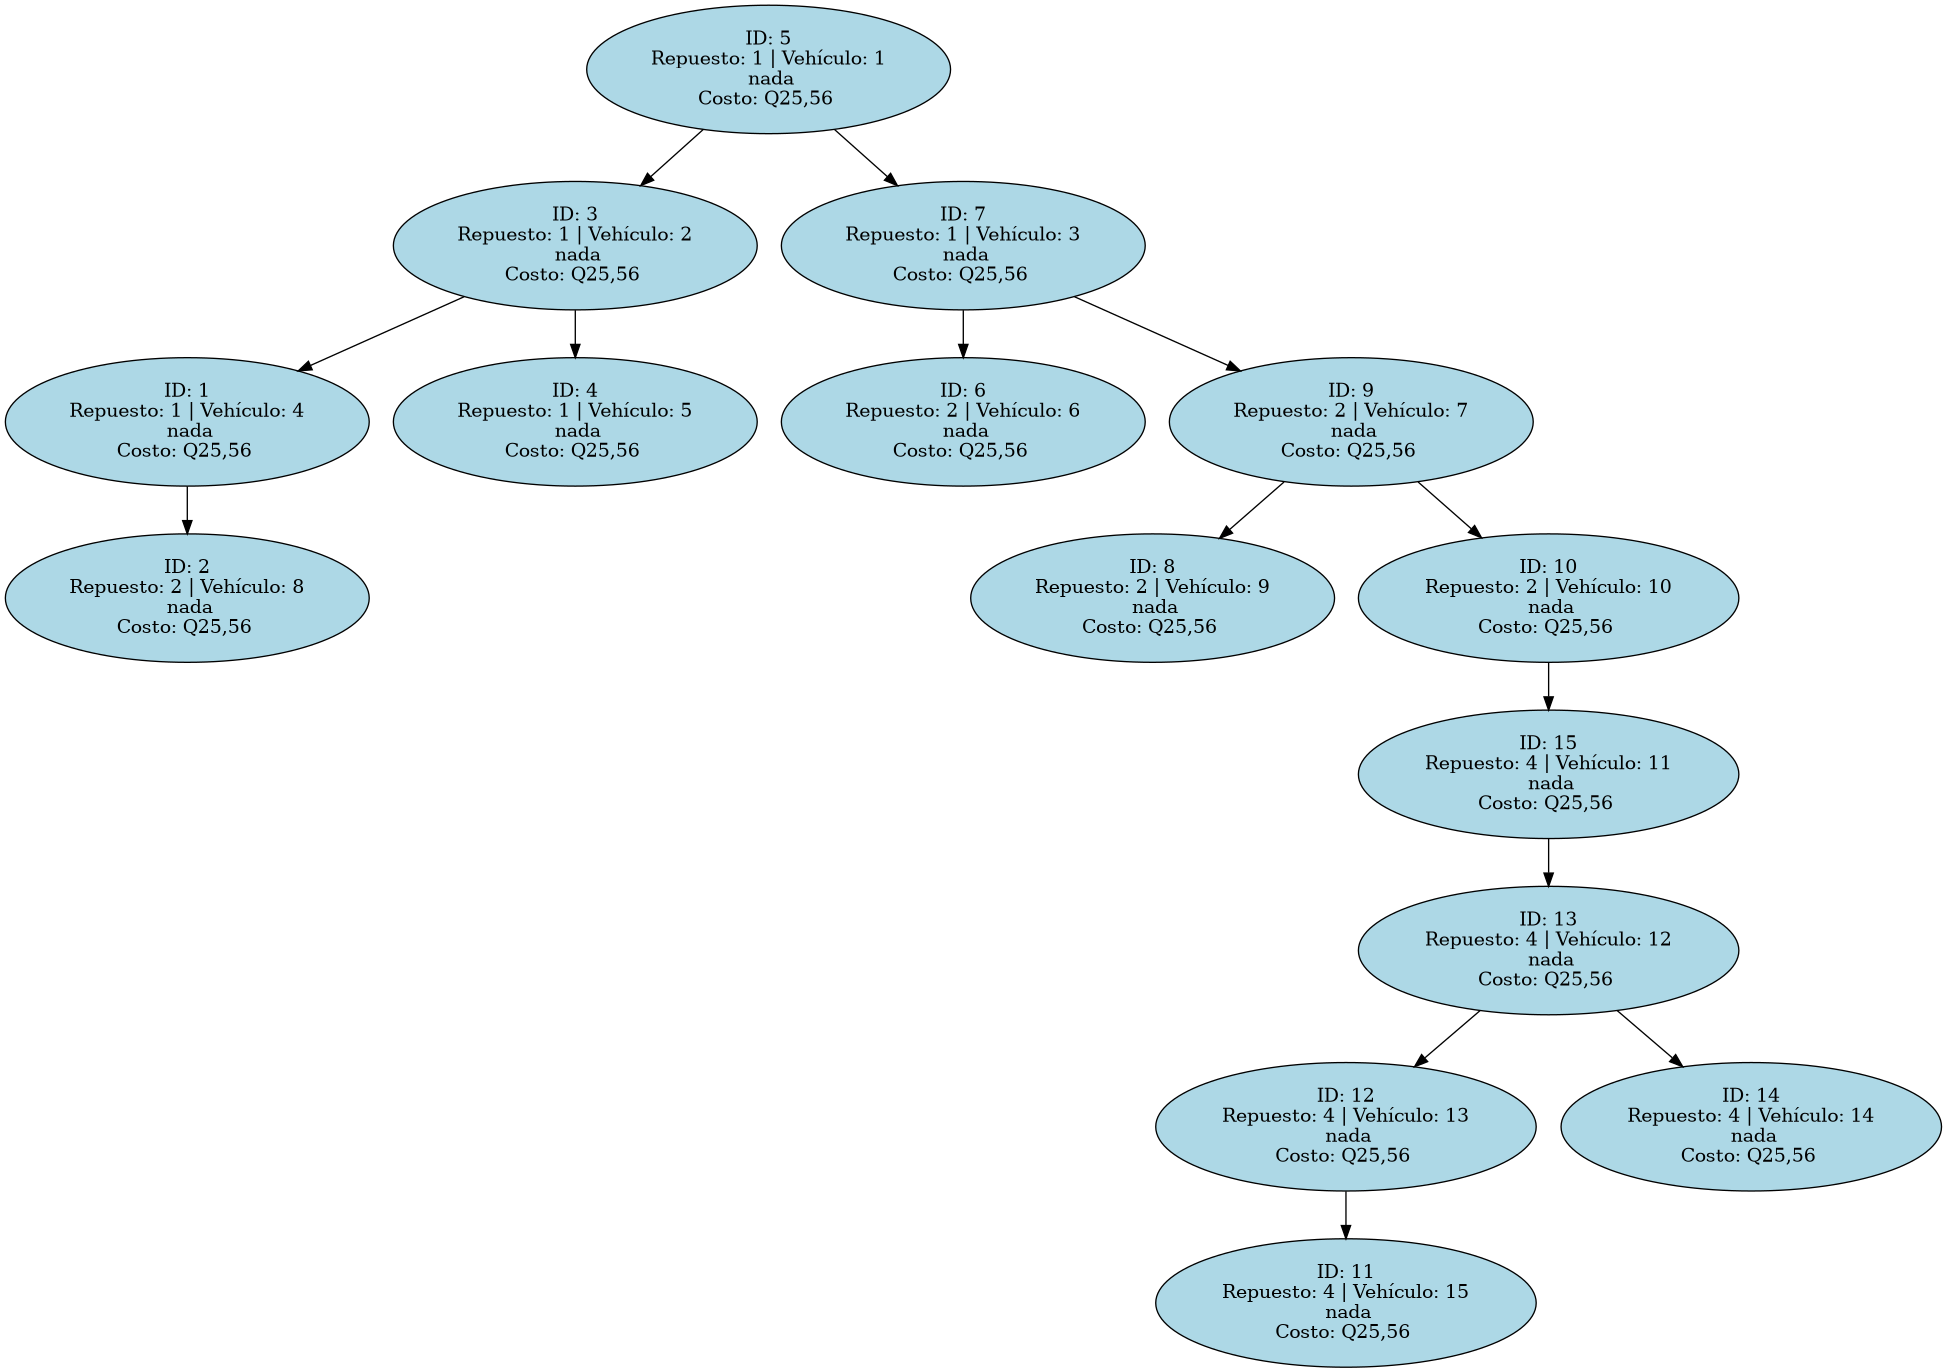 ID: 5
Repuesto: 1 | Vehículo: 1
nada
Costo: Q25,56
ID: 3
Repuesto: 1 | Vehículo: 2
nada
Costo: Q25,56
ID: 7
Repuesto: 1 | Vehículo: 3
nada
Costo: Q25,56
ID: 1
Repuesto: 1 | Vehículo: 4
nada
Costo: Q25,56
ID: 4
Repuesto: 1 | Vehículo: 5
nada
Costo: Q25,56
ID: 6
Repuesto: 2 | Vehículo: 6
nada
Costo: Q25,56
ID: 9
Repuesto: 2 | Vehículo: 7
nada
Costo: Q25,56
ID: 2
Repuesto: 2 | Vehículo: 8
nada
Costo: Q25,56
ID: 8
Repuesto: 2 | Vehículo: 9
nada
Costo: Q25,56
ID: 10
Repuesto: 2 | Vehículo: 10
nada
Costo: Q25,56
ID: 15
Repuesto: 4 | Vehículo: 11
nada
Costo: Q25,56
ID: 13
Repuesto: 4 | Vehículo: 12
nada
Costo: Q25,56
ID: 12
Repuesto: 4 | Vehículo: 13
nada
Costo: Q25,56
ID: 14
Repuesto: 4 | Vehículo: 14
nada
Costo: Q25,56
ID: 11
Repuesto: 4 | Vehículo: 15
nada
Costo: Q25,56